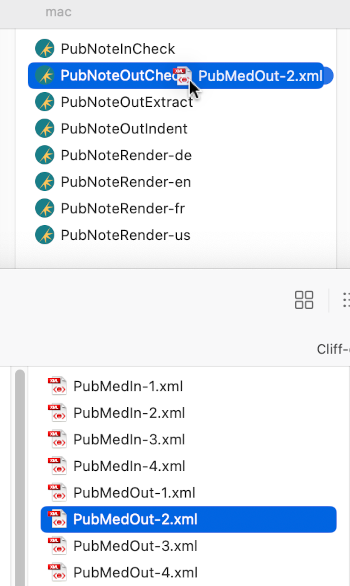 mac
PubNoteInCheck
PubNoteOutChe PubMedOut-2.xml
PubNoteOutExtract
PubNoteOutIndent
PubNoteRender-de
PubNoteRender-en
PubNoteRender-fr
PubNoteRender-us
Cliff-
PubMedIn-1.xml
PubMedIn-2.xml
PubMedIn-3.xml
PubMedIn-4.xml
PubMedOut-1.xml
PubMedOut-2.xml
PubMedOut-3.xml
PubMedOut-4.xml